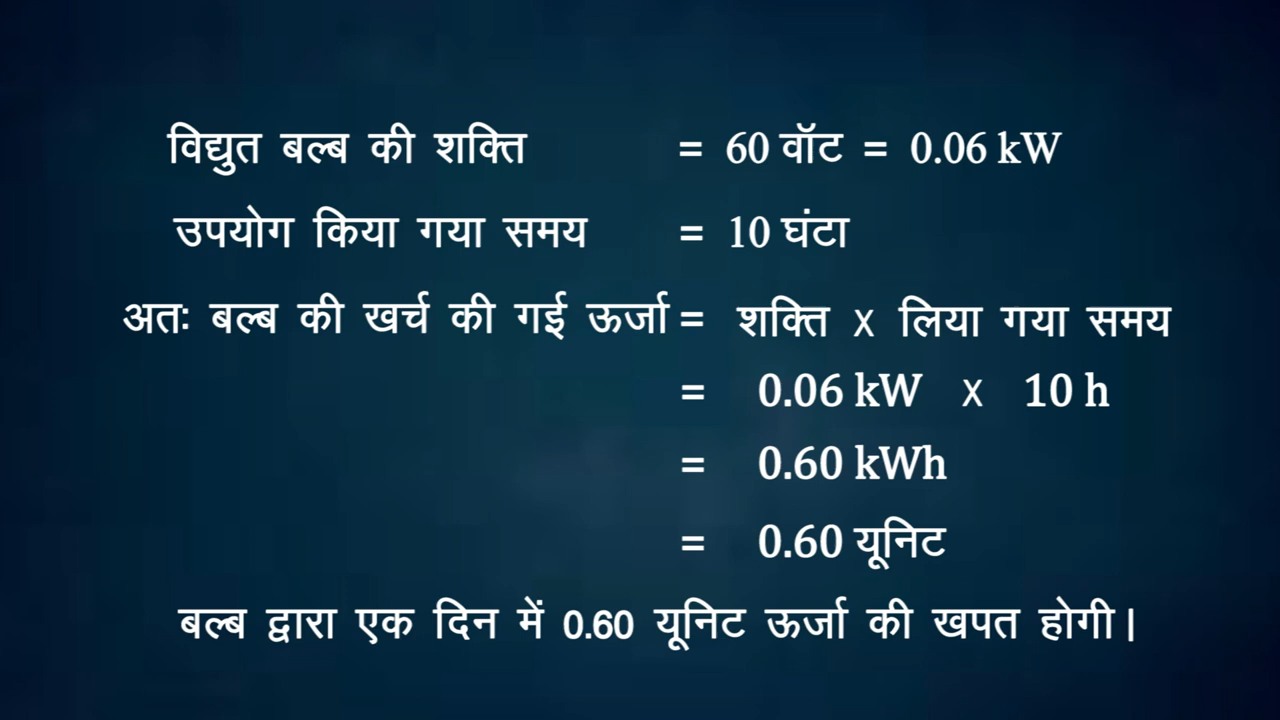 विद्युत बल्ब की शक्ति = 60 वॉट = 0.06 kW
उपयोग किया गया समय = 10 घंटा
अतः बल्ब की खर्च की गई ऊर्जा = शक्ति x लिया गया समय
= 0.06 kW x 10 h
= 0.60 kWh
= 0.60 यूनिट
बल्ब द्वारा एक दिन में 0.60 यूनिट ऊर्जा की खपत होगी।